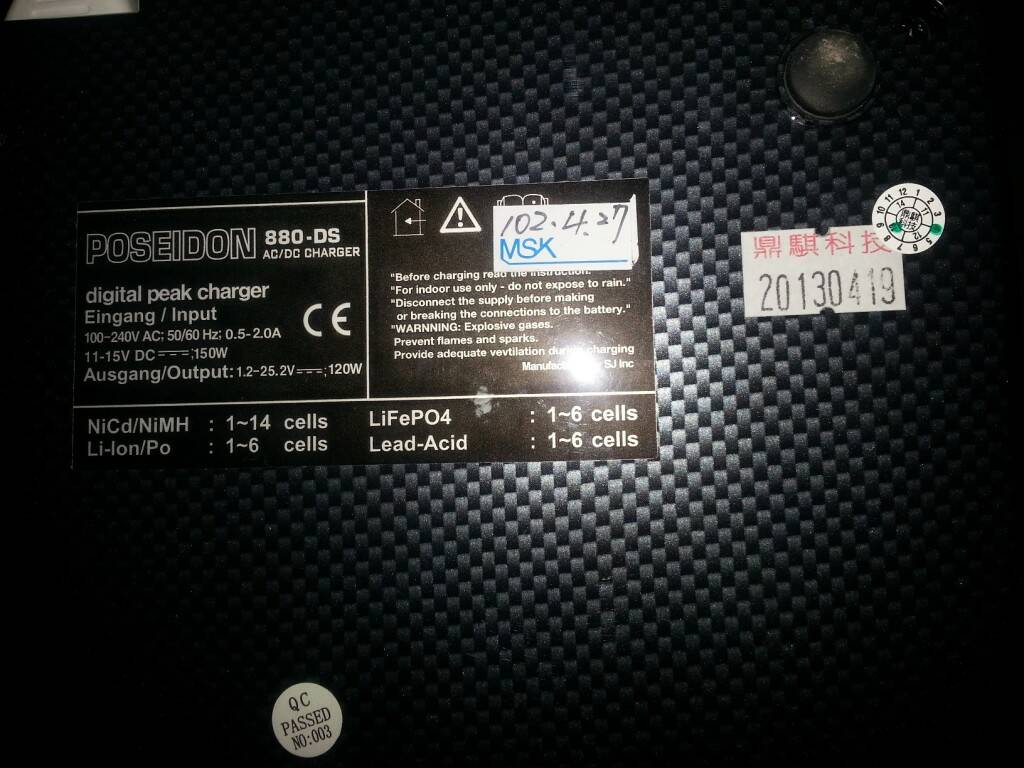 POSEIDON 880-DS
AC/DC CHARGER
digital peak charger
Eingang / Input
100-240V AC; 50/60 Hz; 0.5-2.0A
11-15V DC ;150W
Ausgang/Output: 1.2-25.2V ;120W
CE
102.4.27
MSK
"Before charging read the instruction.
"For indoor use only - do not expose to rain."
"Disconnect the supply before making
or breaking the connections to the battery."
"WARNNING: Explosive gases.
Prevent flames and sparks.
Provide adequate vevtilation during charging
by SJ Inc
NiCd/NiMH : 1~14 cells
Li-Ion/Po : 1~6 cells
LiFePO4 : 1~6 cells
Lead-Acid : 1~6 cells
鼎騏科技
20130419
QC
PASSED
NO:003